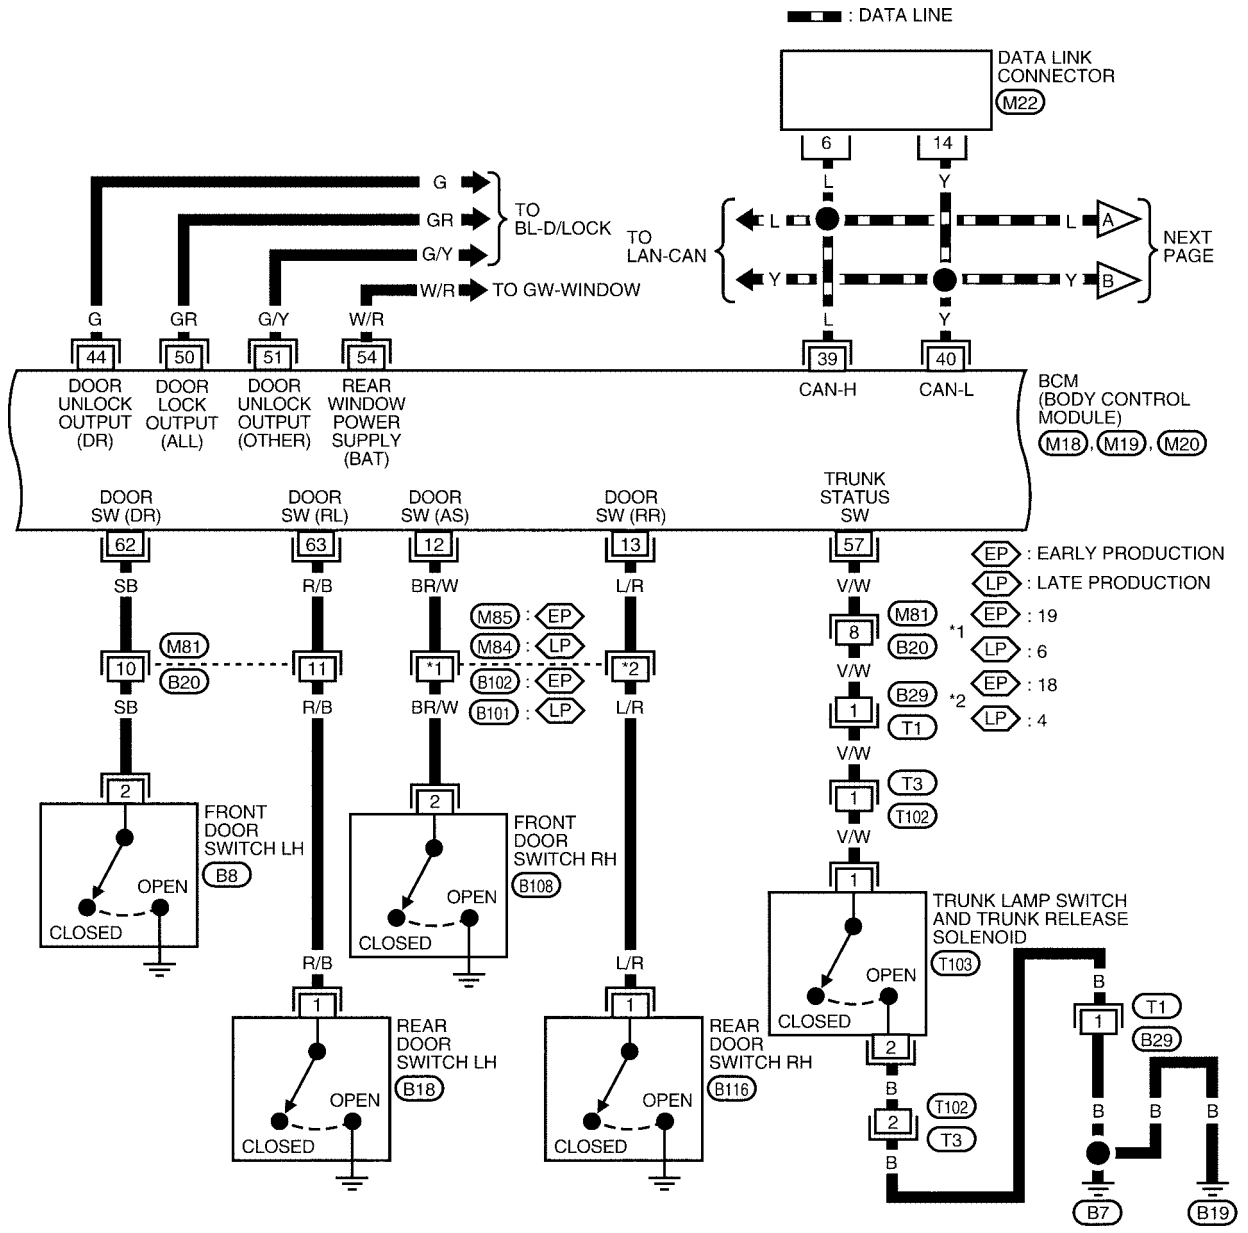 : DATA LINE
DATA LINK
CONNECTOR
M22
6
14
L
Y
G
GR
G/Y
W/R
TO
BL-D/LOCK
TO GW-WINDOW
TO
LAN-CAN
L
L
A
Y
Y
B
NEXT
PAGE
G
GR
G/Y
W/R
L
Y
44
50
51
54
39
40
DOOR
UNLOCK
OUTPUT
(DR)
DOOR
LOCK
OUTPUT
(ALL)
DOOR
UNLOCK
OUTPUT
(OTHER)
REAR
WINDOW
POWER
SUPPLY
(BAT)
CAN-H
CAN-L
BCM
(BODY CONTROL
MODULE)
M18 , M19 , M20
DOOR
SW (DR)
DOOR
SW (RL)
DOOR
SW (AS)
DOOR
SW (RR)
TRUNK
STATUS
SW
62
63
12
13
57
EP : EARLY PRODUCTION
LP : LATE PRODUCTION
*1
EP : 19
LP : 6
*2
EP : 18
LP : 4
SB
R/B
BR/W
L/R
V/W
M81
B20
10
11
*1
*2
M85 : EP
M84 : LP
B102 : EP
B101 : LP
8
M81
B20
SB
R/B
BR/W
L/R
V/W
1
B29
T1
V/W
1
T3
T102
V/W
2
FRONT
DOOR
SWITCH LH
B8
OPEN
CLOSED
2
FRONT
DOOR
SWITCH RH
B108
OPEN
CLOSED
1
TRUNK LAMP SWITCH
AND TRUNK RELEASE
SOLENOID
T103
OPEN
CLOSED
R/B
L/R
1
REAR
DOOR
SWITCH LH
B18
OPEN
CLOSED
1
REAR
DOOR
SWITCH RH
B116
OPEN
CLOSED
2
B
2
T102
T3
B
B
1
T1
B29
B
B
B
B7
B19